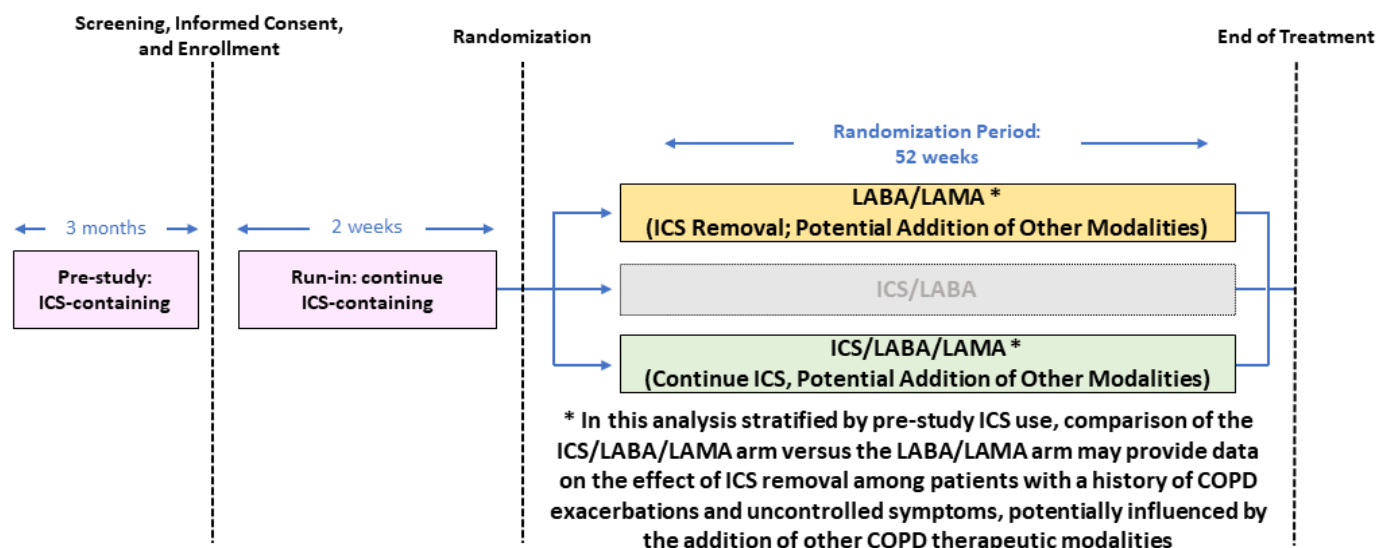 Screening, Informed Consent,
and Enrollment
Randomization
End of Treatment
Randomization Period:
52 weeks
3 months
2 weeks
Pre-study:
ICS-containing
Run-in: continue
ICS-containing
LABA/LAMA *
(ICS Removal; Potential Addition of Other Modalities)
ICS/LABA
ICS/LABA/LAMA *
(Continue ICS, Potential Addition of Other Modalities)
* In this analysis stratified by pre-study ICS use, comparison of the
ICS/LABA/LAMA arm versus the LABA/LAMA arm may provide data
on the effect of ICS removal among patients with a history of COPD
exacerbations and uncontrolled symptoms, potentially influenced by
the addition of other COPD therapeutic modalities